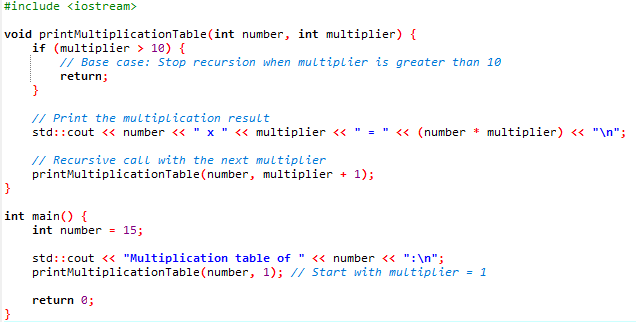 #include <iostream>
void printMultiplicationTable(int number, int multiplier) {
if (multiplier > 10) {
// Base case: Stop recursion when multiplier is greater than 10
return;
}
// Print the multiplication result
std::cout << number << " x " << multiplier << " = " << (number * multiplier) << "\n";
// Recursive call with the next multiplier
printMultiplicationTable(number, multiplier + 1);
}
int main() {
int number = 15;
std::cout << "Multiplication table of " << number << ":\n";
printMultiplicationTable(number, 1); // Start with multiplier = 1
return 0;
}